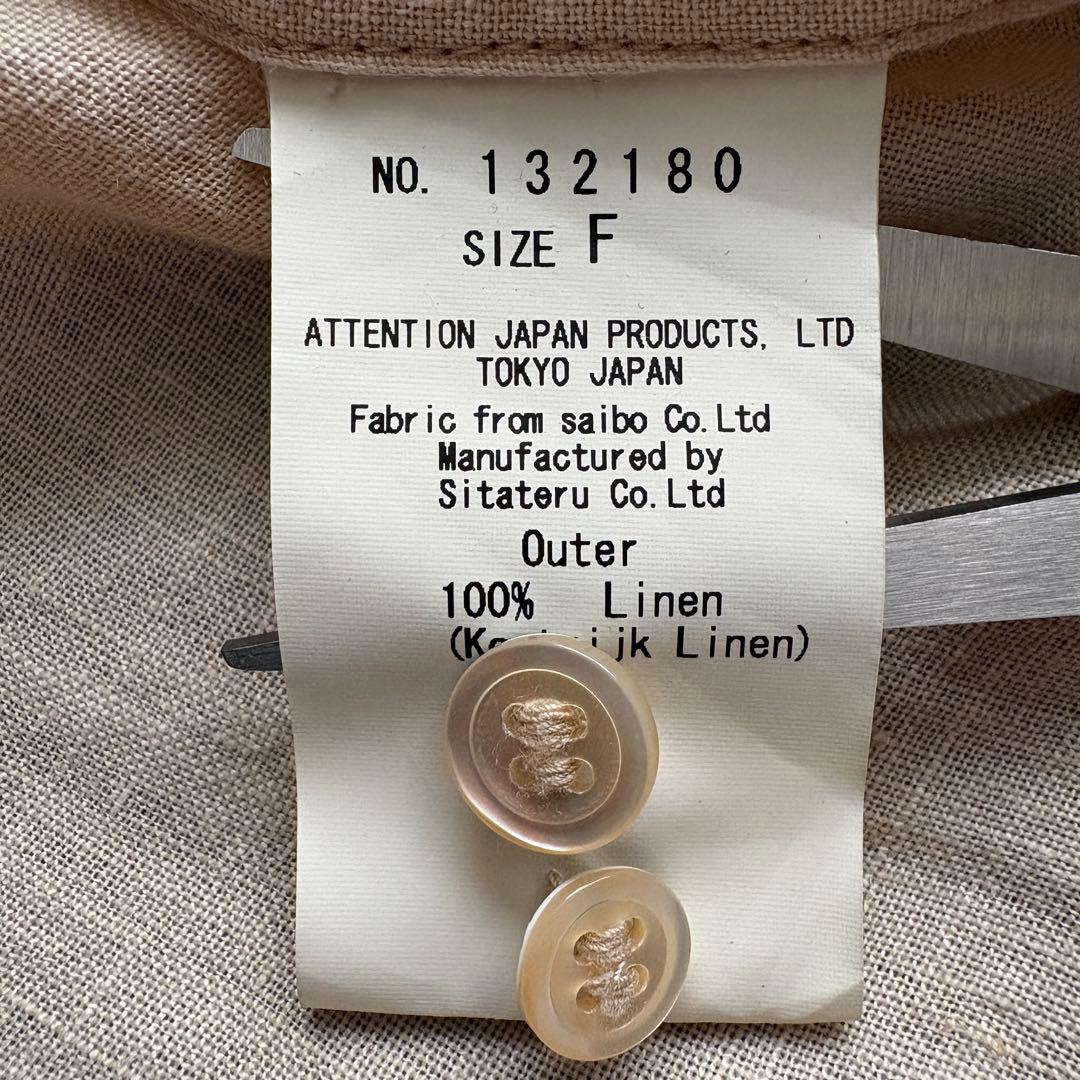 NO. 132180
SIZE F
ATTENTION JAPAN PRODUCTS, LTD
TOKYO JAPAN
Fabric from saibo Co.Ltd
Manufactured by
Sitateru Co.Ltd
Outer
100% Linen
Linen)